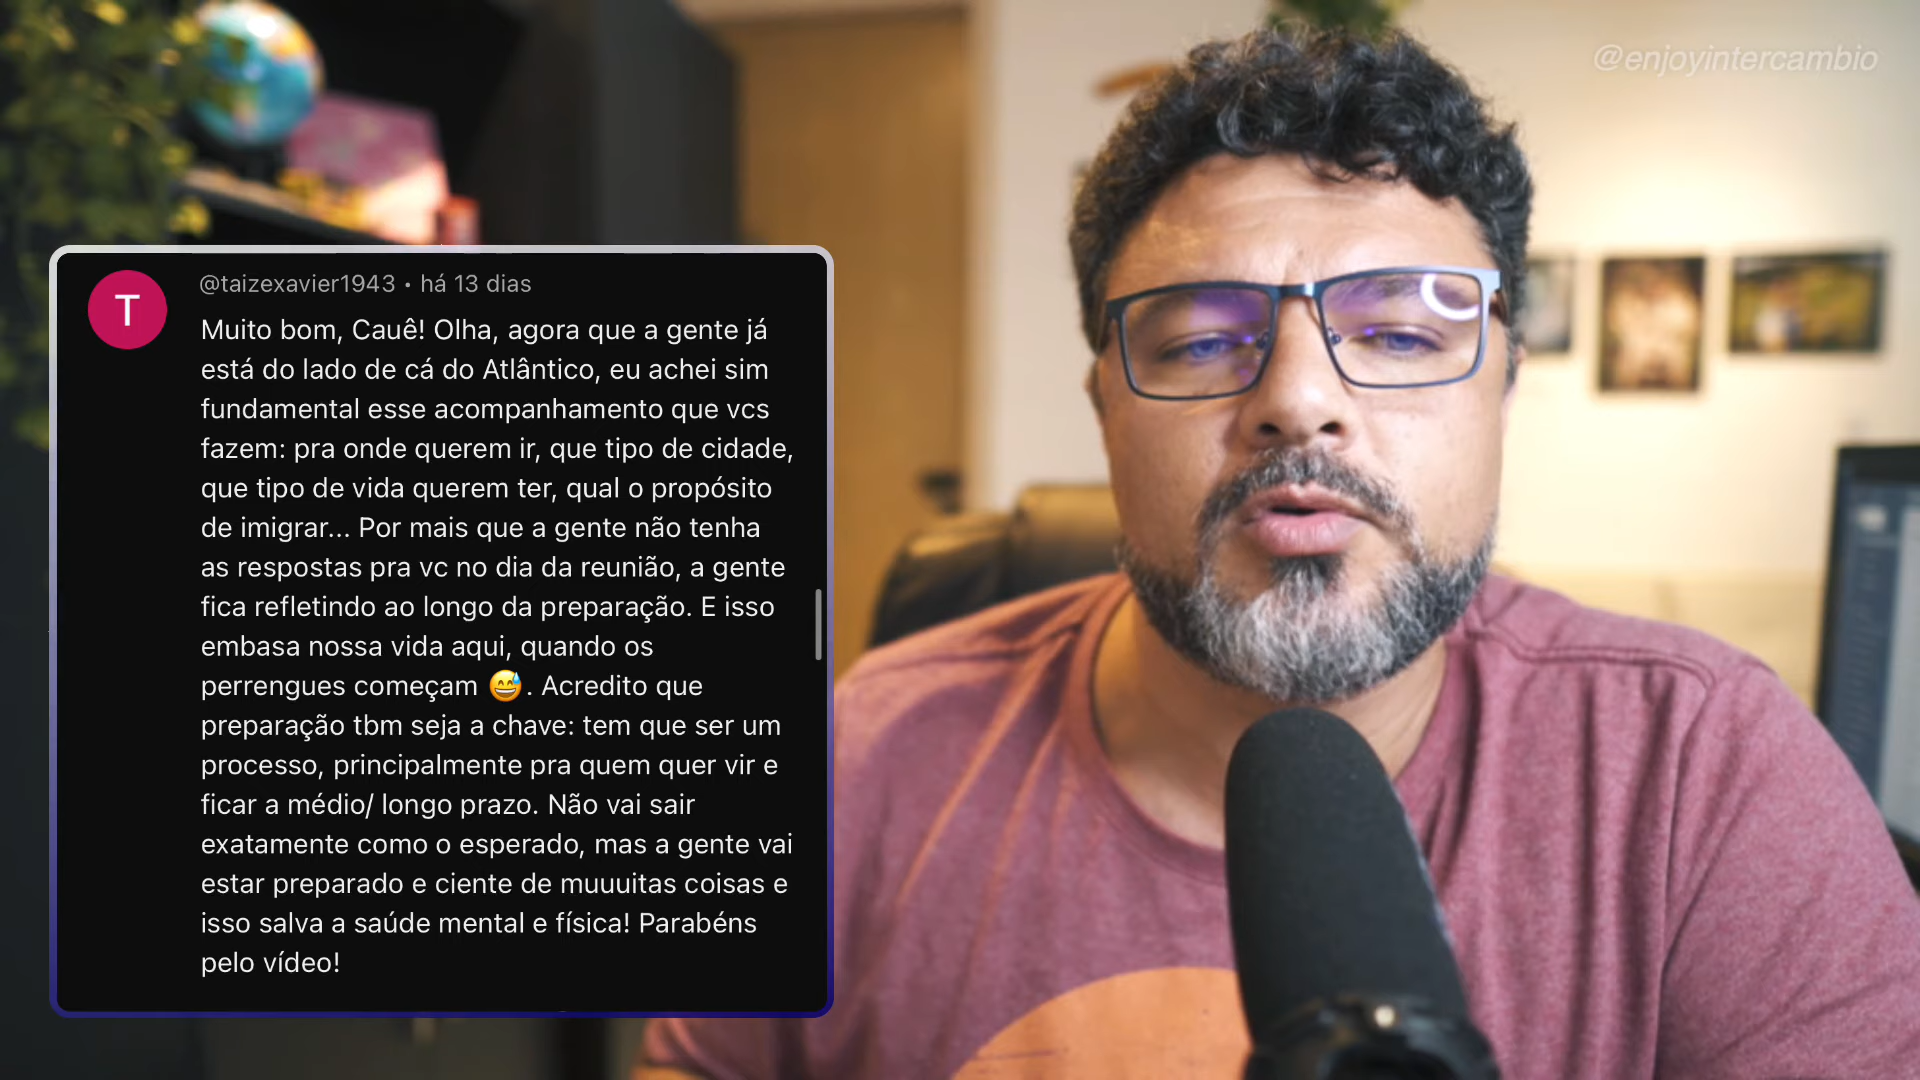 @enjoyintercambio
T
@taizexavier1943 • há 13 dias
Muito bom, Cauê! Olha, agora que a gente já
está do lado de cá do Atlântico, eu achei sim
fundamental esse acompanhamento que vcs
fazem: pra onde querem ir, que tipo de cidade,
que tipo de vida querem ter, qual o propósito
de imigrar... Por mais que a gente não tenha
as respostas pra vc no dia da reunião, a gente
fica refletindo ao longo da preparação. E isso
embasa nossa vida aqui, quando os
perrengues começam 😅. Acredito que
preparação tbm seja a chave: tem que ser um
processo, principalmente pra quem quer vir e
ficar a médio/ longo prazo. Não vai sair
exatamente como o esperado, mas a gente vai
estar preparado e ciente de muuuitas coisas e
isso salva a saúde mental e física! Parabéns
pelo vídeo!